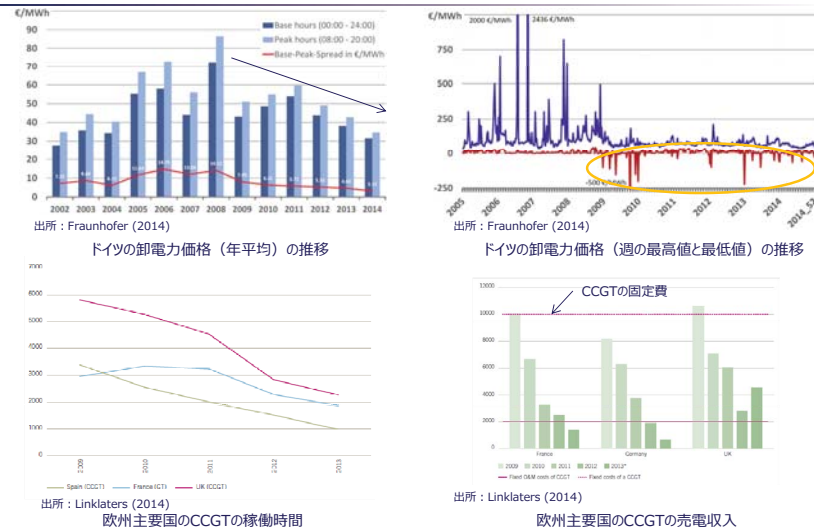 €/MWh
90
80
70
60
50
40
30
20
10
0
Base hours (00:00 - 24:00)
Peak hours (08:00 - 20:00)
Base-Peak-Spread in €/MWh
2002 2003 2004 2005 2006 2007 2008 2009 2010 2011 2012 2013 2014
出所：Fraunhofer (2014)
ドイツの卸電力価格（年平均）の推移
€/MWh
2000 €/MWh
2436 €/MWh
750
500
250
0
-250
-500 €/MWh
2005 2006 2007 2008 2009 2010 2011 2012 2013 2014
出所：Fraunhofer (2014)
ドイツの卸電力価格（週の最高値と最低値）の推移
7000
6000
5000
4000
3000
2000
1000
0
2009 2010 2011 2012 2013
Spain (CCGT) France (GT) UK (CCGT)
出所：Linklaters (2014)
欧州主要国のCCGTの稼働時間
CCGTの固定費
12000
10000
8000
6000
4000
2000
0
France Germany UK
2009 2010 2011 2012 2013*
Fixed O&M costs of CCGT Fixed costs of a CCGT
出所：Linklaters (2014)
欧州主要国のCCGTの売電収入